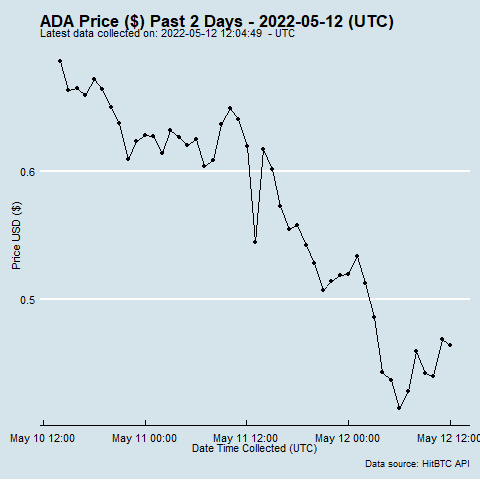 ADA Price ($) Past 2 Days - 2022-05-12 (UTC)
Latest data collected on: 2022-05-12 12:04:49 - UTC
Price USD ($)
0.6
0.5
May 10 12:00 May 11 00:00 May 11 12:00 May 12 00:00 May 12 12:00
Date Time Collected (UTC)
Data source: HitBTC API